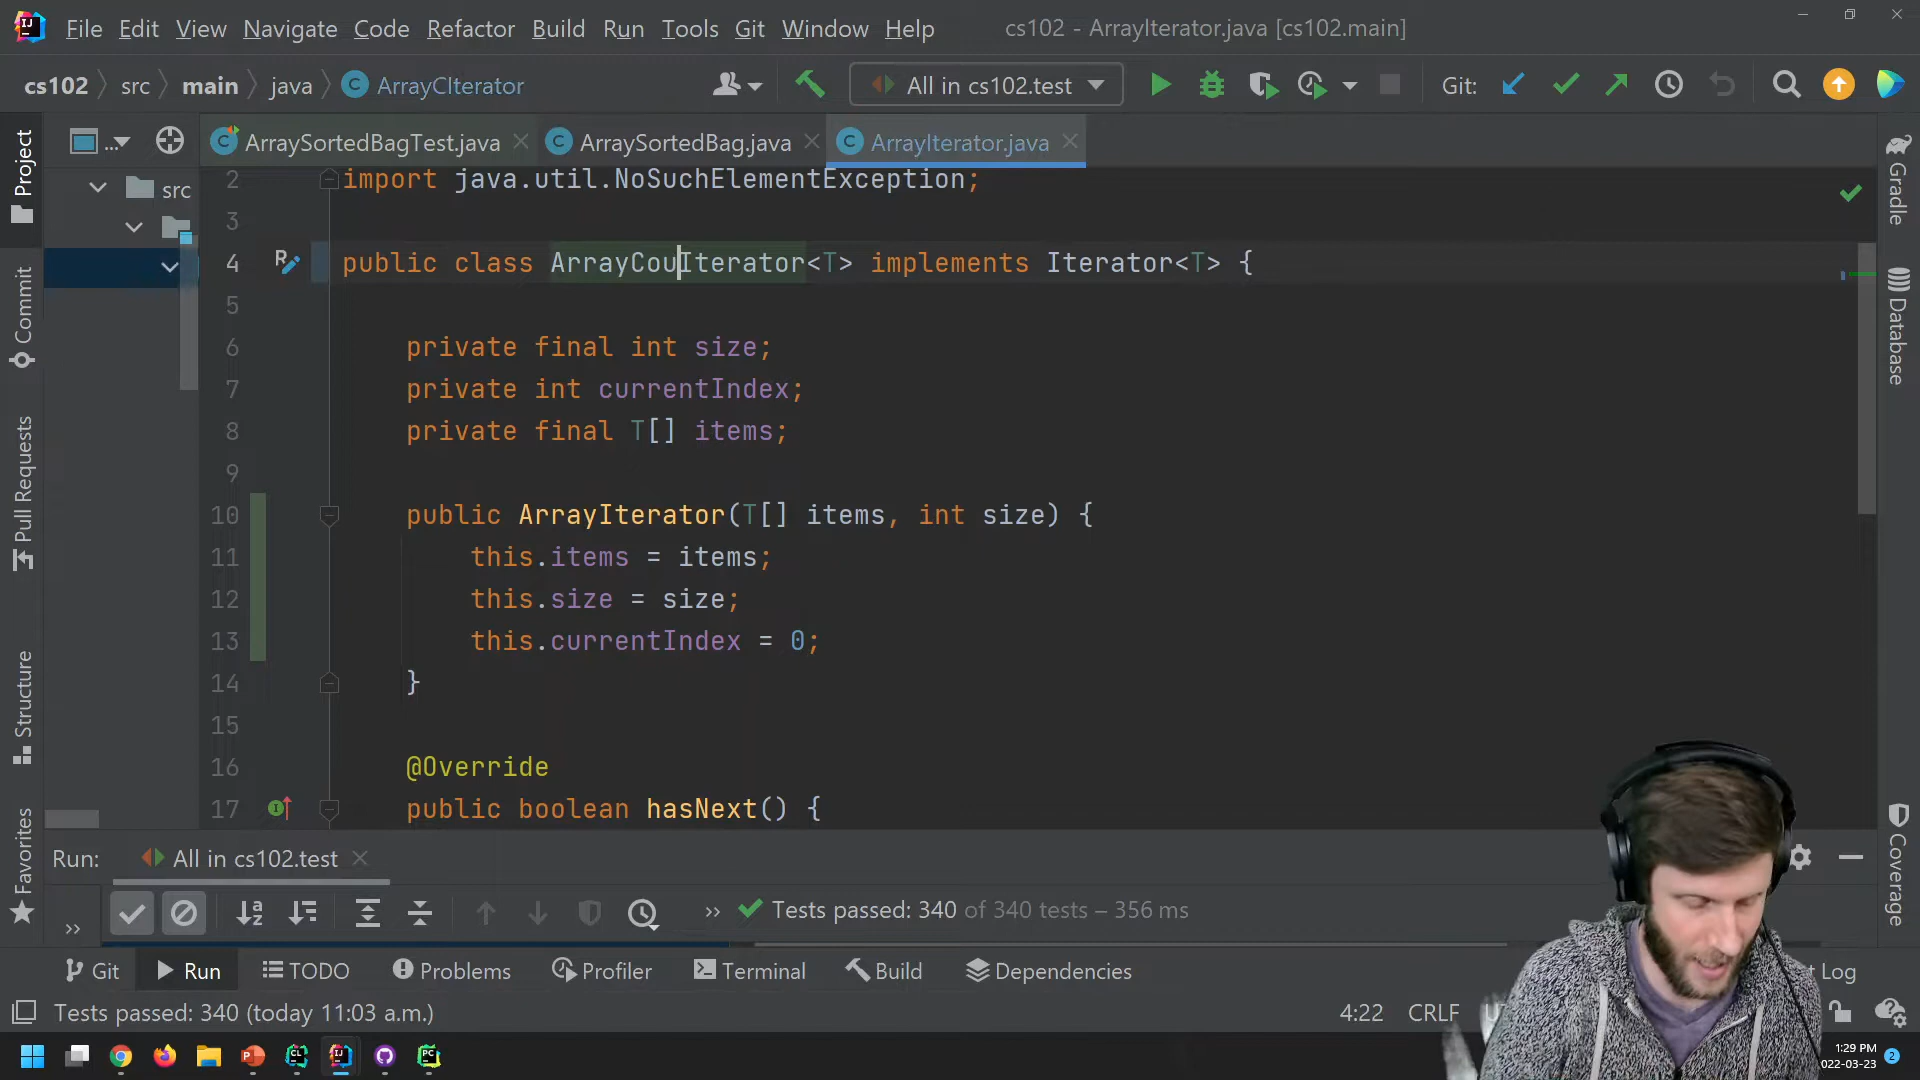 File Edit View Navigate Code Refactor Build Run Tools Git Window Help cs102 - ArrayIterator.java [cs102.main]
cs102 src main java ArrayCIterator All in cs102.test Git:
Project ... ArraySortedBagTest.java ArraySortedBag.java ArrayIterator.java Gradle
src
2 import java.util.NoSuchElementException;
3
4 public class ArrayCouIterator<T> implements Iterator<T> {
5
6 private final int size;
7 private int currentIndex;
8 private final T[] items;
9
10 public ArrayIterator(T[] items, int size) {
11 this.items = items;
12 this.size = size;
13 this.currentIndex = 0;
14 }
15
16 @Override
17 public boolean hasNext() {
Commit
Pull Requests
Structure
Favorites
Database
Coverage
Run: All in cs102.test
Tests passed: 340 of 340 tests – 356 ms
Git Run TODO Problems Profiler Terminal Build Dependencies Log
Tests passed: 340 (today 11:03 a.m.) 4:22 CRLF
1:29 PM
022-03-23
2